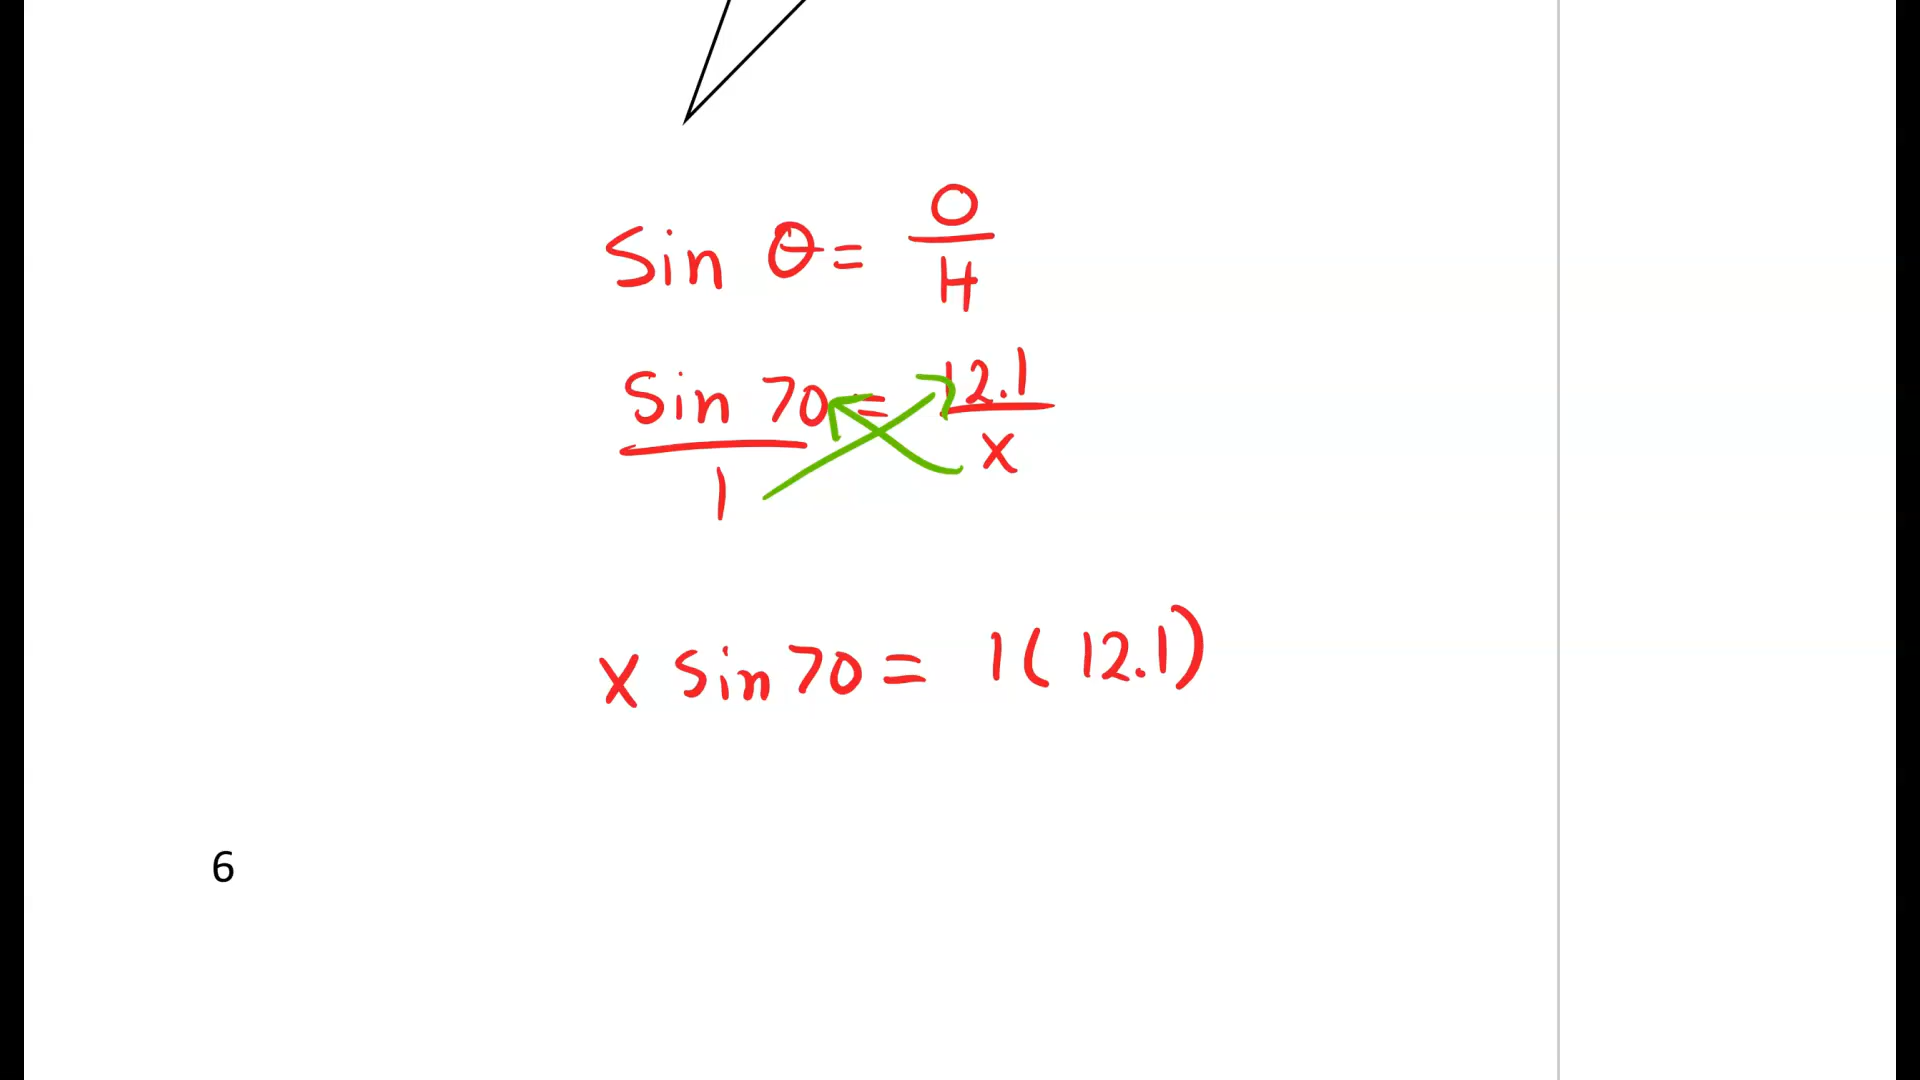 Sin θ = O/H
Sin 70/1 = 12.1/x
x sin 70 = 1(12.1)
6